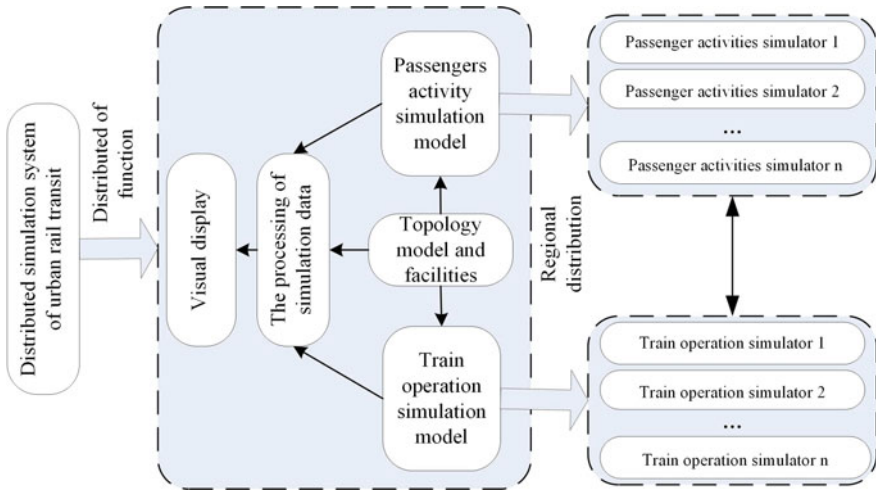 Distributed simulation system
of urban rail transit
Distributed of
function
Visual display
The processing of
simulation data
Passengers
activity
simulation
model
Topology
model and
facilities
Train
operation
simulation
model
Regional
distribution
Passenger activities simulator 1
Passenger activities simulator 2
...
Passenger activities simulator n
Train operation simulator 1
Train operation simulator 2
...
Train operation simulator n